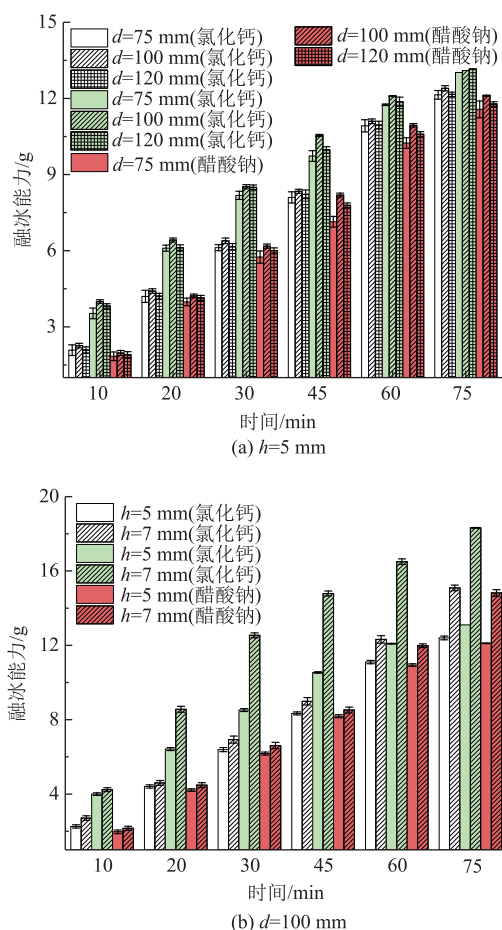 15
12
9
6
3
融冰能力/g
d=75 mm(氯化钙)
d=100 mm(氯化钙)
d=120 mm(氯化钙)
d=75 mm(氯化钙)
d=100 mm(氯化钙)
d=120 mm(氯化钙)
d=75 mm(醋酸钠)
d=100 mm(醋酸钠)
d=120 mm(醋酸钠)
10 20 30 45 60 75
时间/min
(a) h=5 mm
20
16
12
8
4
融冰能力/g
h=5 mm(氯化钙)
h=7 mm(氯化钙)
h=5 mm(氯化钙)
h=7 mm(氯化钙)
h=5 mm(醋酸钠)
h=7 mm(醋酸钠)
10 20 30 45 60 75
时间/min
(b) d=100 mm